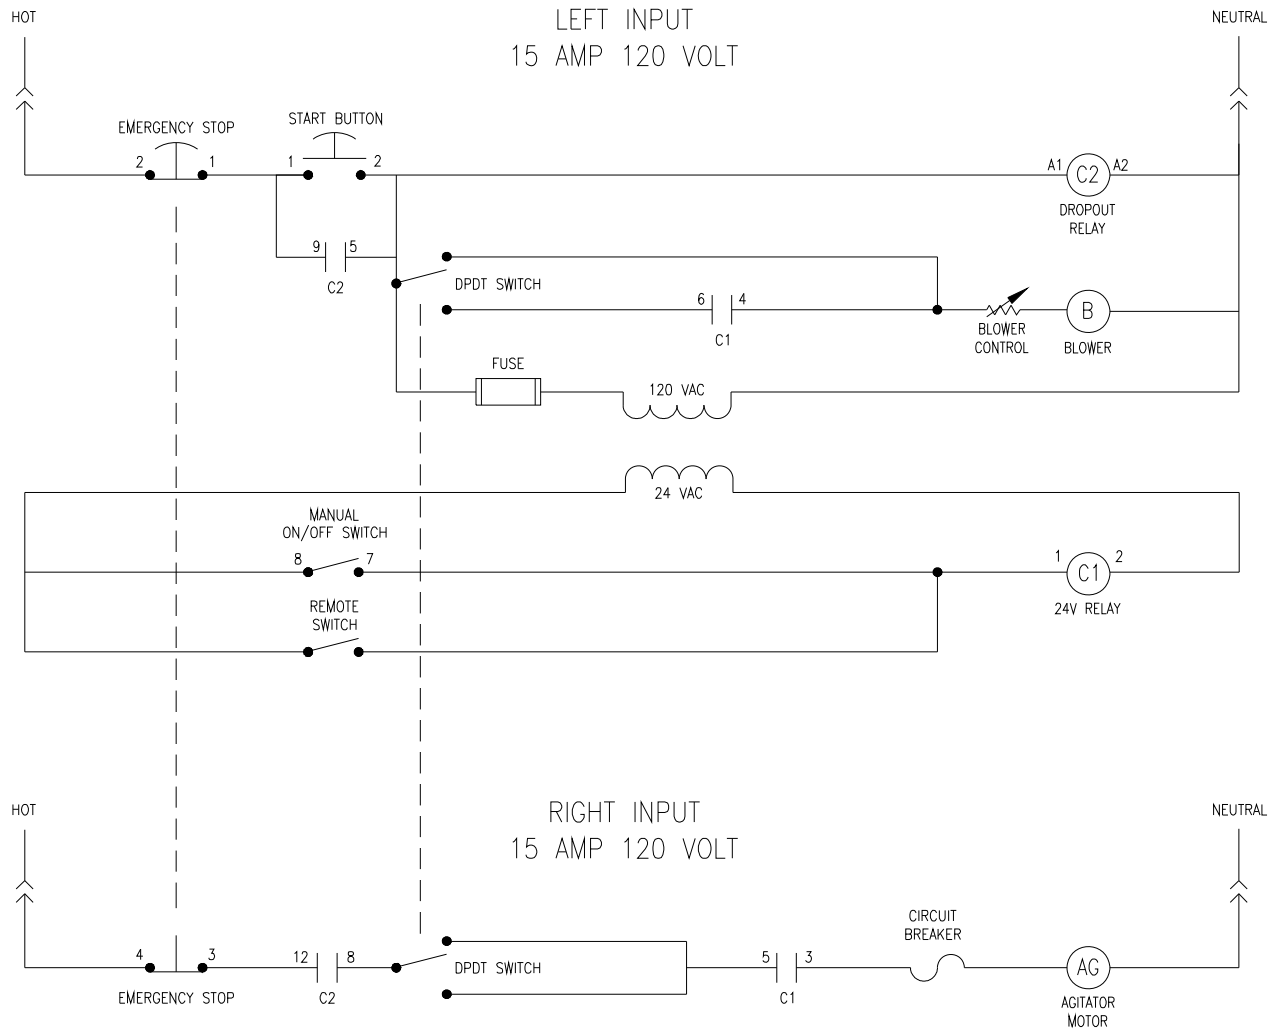 HOT
LEFT INPUT
NEUTRAL
15 AMP 120 VOLT
EMERGENCY STOP
START BUTTON
2
1
1
2
A1
C2
A2
DROPOUT
RELAY
9
5
C2
DPDT SWITCH
6
4
C1
BLOWER
CONTROL
B
BLOWER
FUSE
120 VAC
24 VAC
MANUAL
ON/OFF SWITCH
8
7
1
C1
2
24V RELAY
REMOTE
SWITCH
HOT
RIGHT INPUT
NEUTRAL
15 AMP 120 VOLT
4
3
EMERGENCY STOP
12
8
C2
DPDT SWITCH
5
3
C1
CIRCUIT
BREAKER
AG
AGITATOR
MOTOR